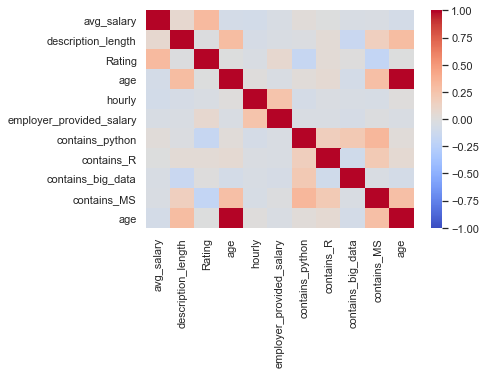 avg_salary
description_length
Rating
age
hourly
employer_provided_salary
contains_python
contains_R
contains_big_data
contains_MS
age
avg_salary
description_length
Rating
age
hourly
employer_provided_salary
contains_python
contains_R
contains_big_data
contains_MS
age
1.00
0.75
0.50
0.25
0.00
−0.25
−0.50
−0.75
−1.00